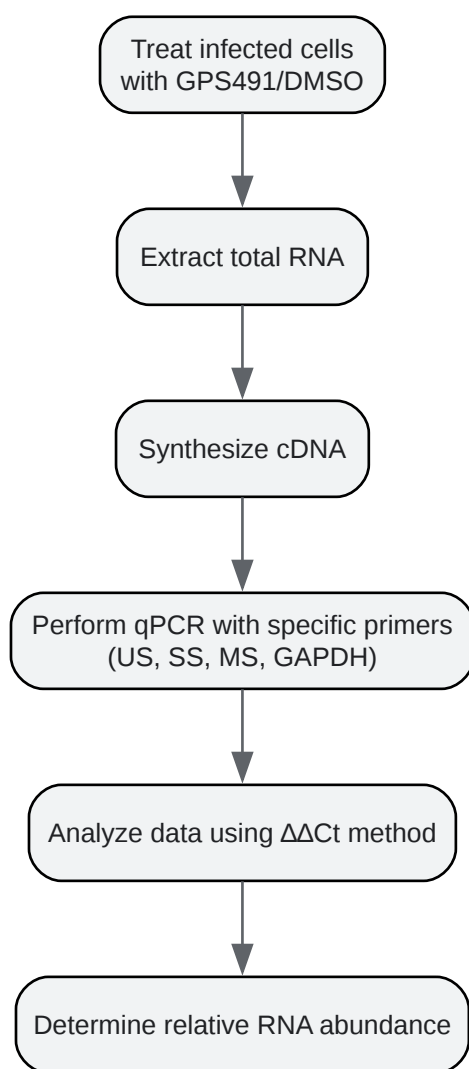 Treat infected cells
with GPS491/DMSO
Extract total RNA
Synthesize cDNA
Perform qPCR with specific primers
(US, SS, MS, GAPDH)
Analyze data using ΔΔCt method
Determine relative RNA abundance